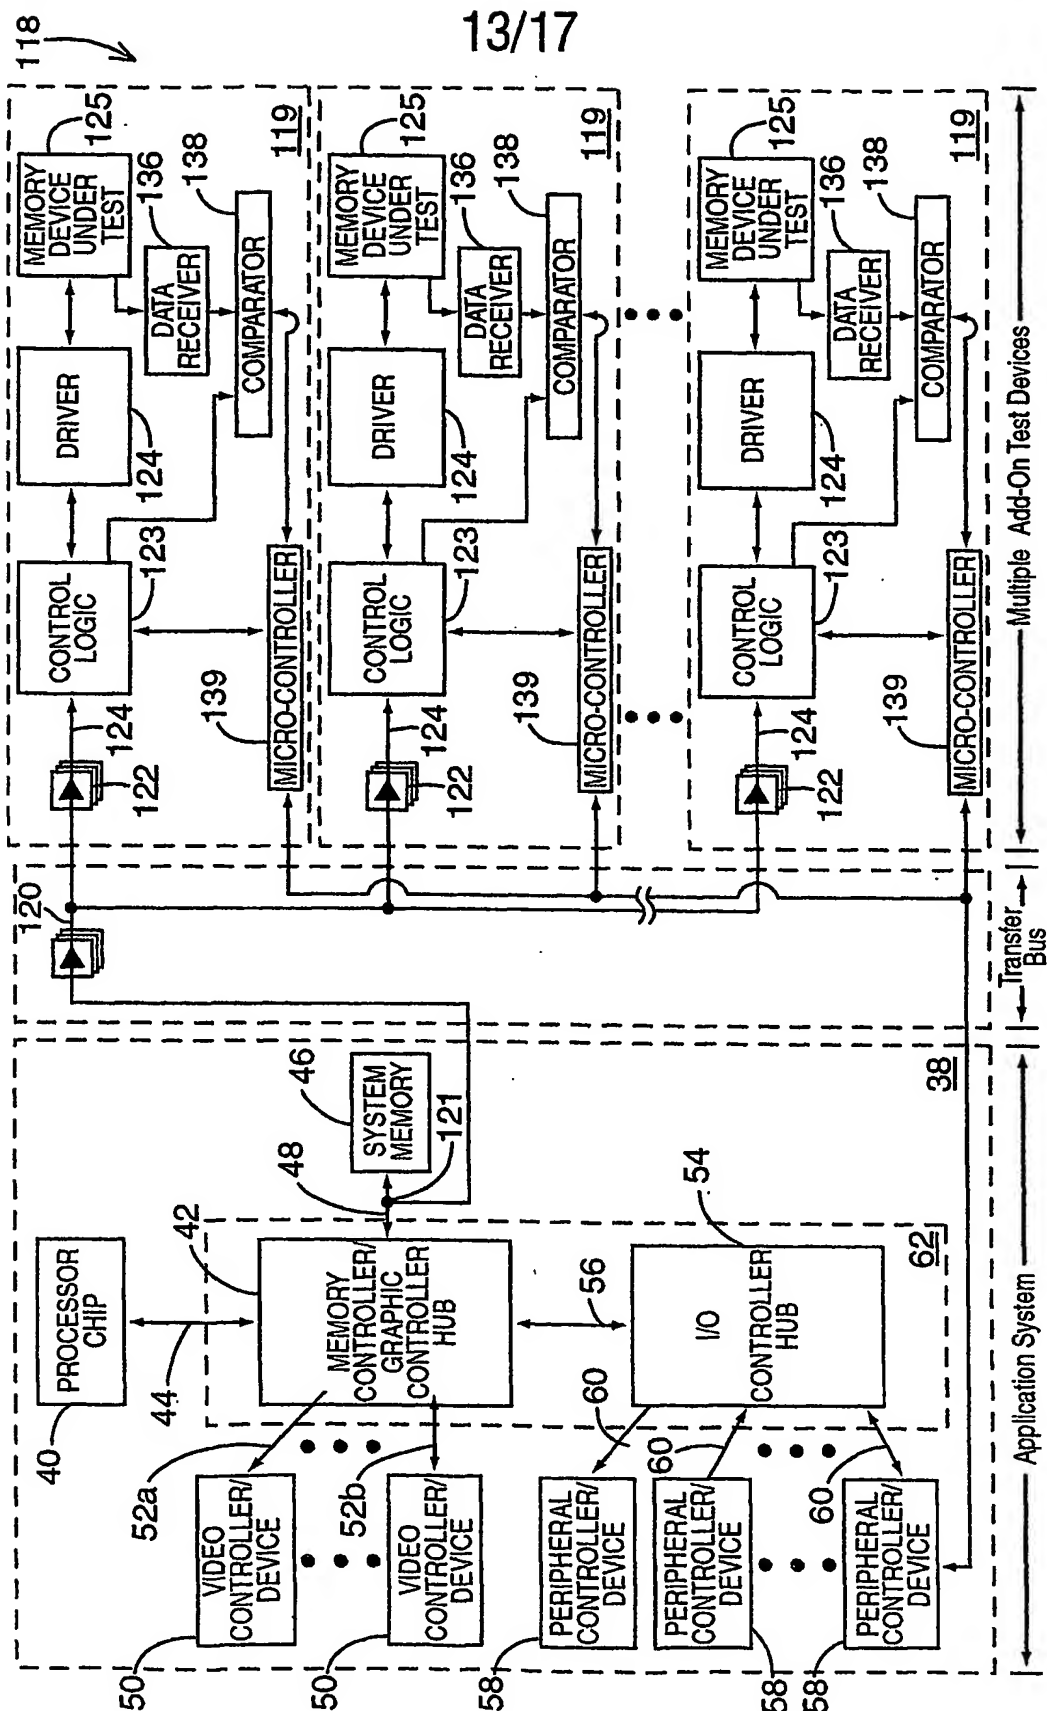 13/17
118
MEMORY
DEVICE
UNDER
TEST
125
136
138
DATA
RECEIVER
COMPARATOR
119
DRIVER
124
CONTROL
LOGIC
123
124
122
139
MICRO-CONTROLLER
MEMORY
DEVICE
UNDER
TEST
125
136
138
DATA
RECEIVER
COMPARATOR
119
DRIVER
124
CONTROL
LOGIC
123
124
122
139
MICRO-CONTROLLER
MEMORY
DEVICE
UNDER
TEST
125
136
138
DATA
RECEIVER
COMPARATOR
119
DRIVER
124
CONTROL
LOGIC
123
124
122
139
MICRO-CONTROLLER
Multiple Add-On Test Devices
120
Transfer
Bus
46
SYSTEM
MEMORY
48
121
38
PROCESSOR
CHIP
40
44
42
MEMORY
CONTROLLER/
GRAPHIC
CONTROLLER
HUB
56
54
I/O
CONTROLLER
HUB
62
52a
52b
60
60
60
VIDEO
CONTROLLER/
DEVICE
50
VIDEO
CONTROLLER/
DEVICE
50
PERIPHERAL
CONTROLLER/
DEVICE
58
PERIPHERAL
CONTROLLER/
DEVICE
58
PERIPHERAL
CONTROLLER/
DEVICE
58
Application System